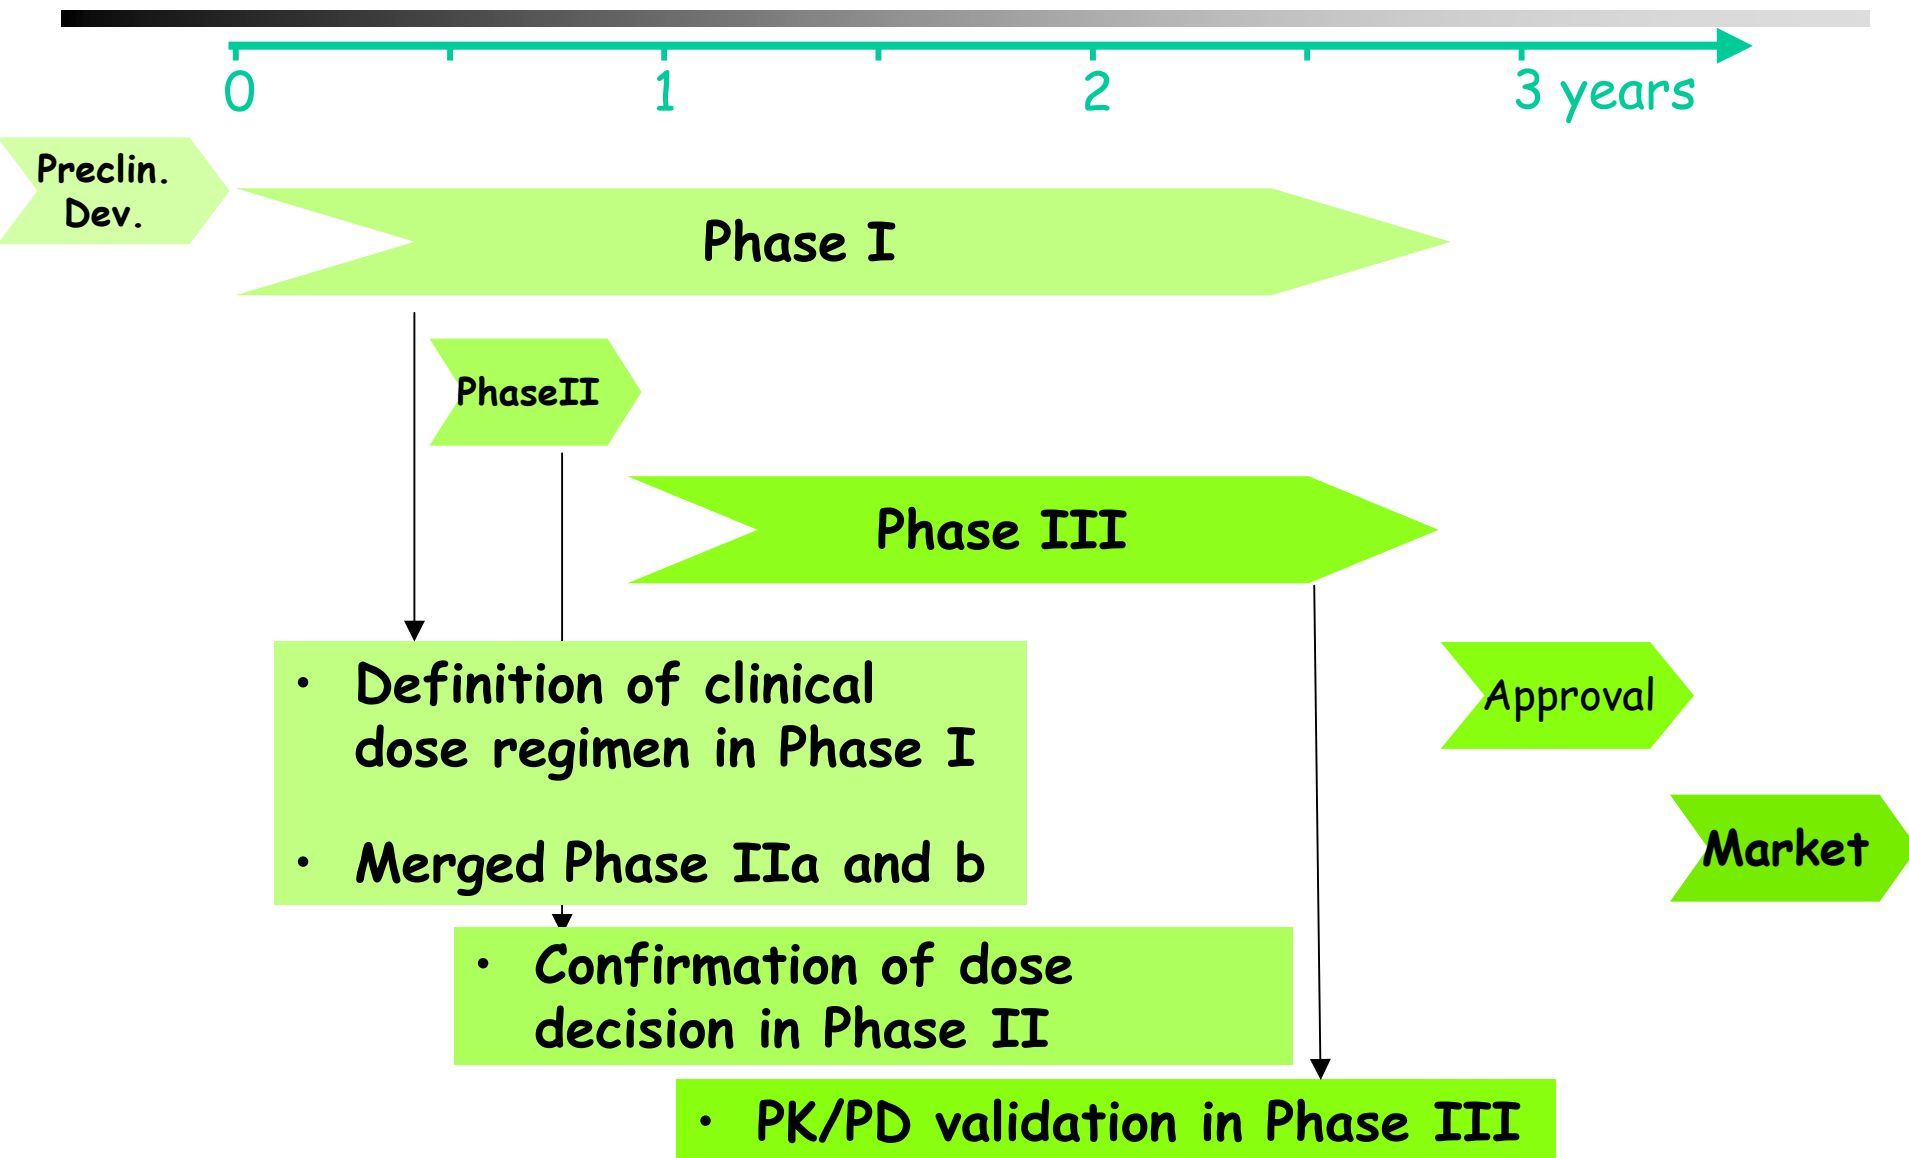 0 1 2 3 years
Preclin.
Dev.
Phase I
PhaseII
Phase III
• Definition of clinical
dose regimen in Phase I
• Merged Phase IIa and b
Approval
Market
• Confirmation of dose
decision in Phase II
• PK/PD validation in Phase III